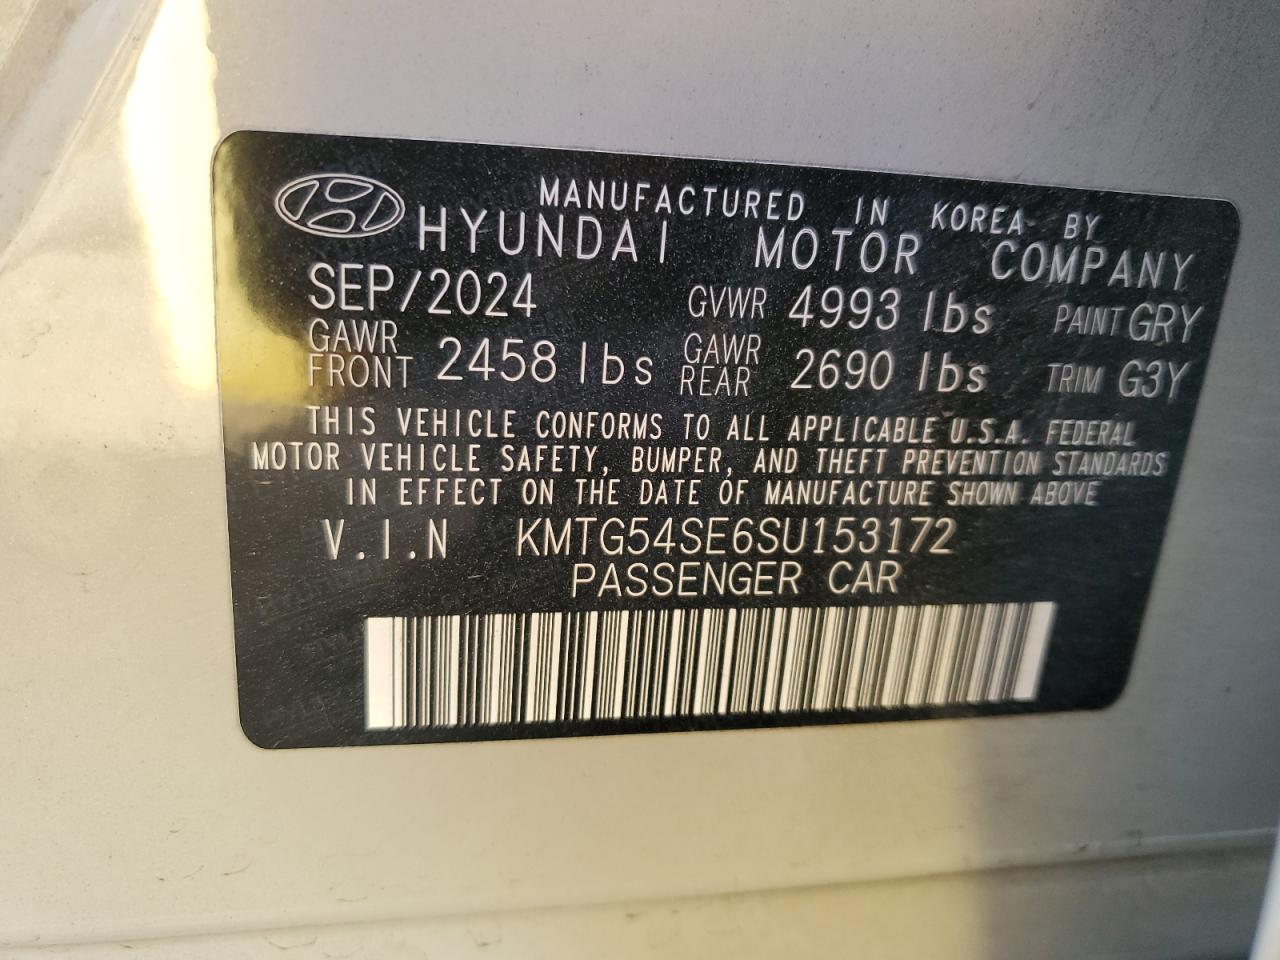 MANUFACTURED IN KOREA BY
HYUNDAI MOTOR COMPANY
SEP/2024 GVWR 4993 lbs PAINT GRY
GAWR FRONT 2458 lbs GAWR REAR 2690 lbs TRIM G3Y
THIS VEHICLE CONFORMS TO ALL APPLICABLE U.S.A. FEDERAL
MOTOR VEHICLE SAFETY, BUMPER, AND THEFT PREVENTION STANDARDS
IN EFFECT ON THE DATE OF MANUFACTURE SHOWN ABOVE
V.I.N KMTG54SE6SU153172
PASSENGER CAR